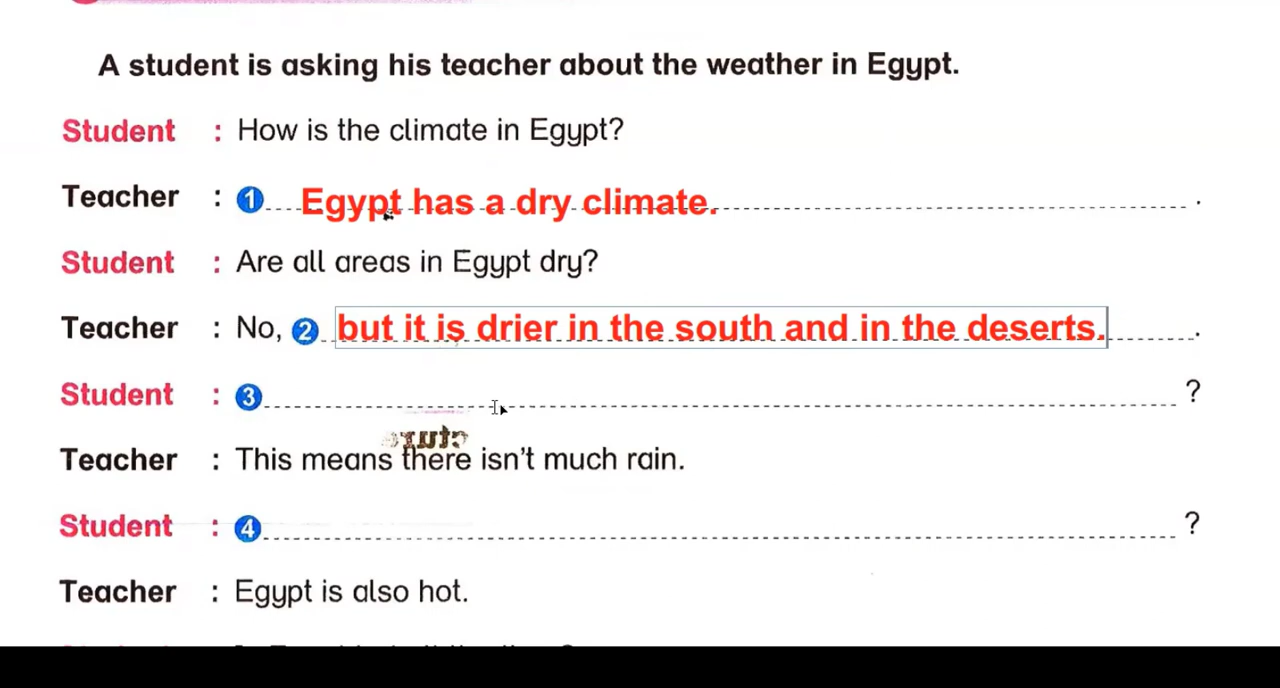 A student is asking his teacher about the weather in Egypt.
Student : How is the climate in Egypt?
Teacher : 1 Egypt has a dry climate. .
Student : Are all areas in Egypt dry?
Teacher : No, 2 but it is drier in the south and in the deserts. .
Student : 3 ?
Teacher : This means there isn't much rain.
Student : 4 ?
Teacher : Egypt is also hot.